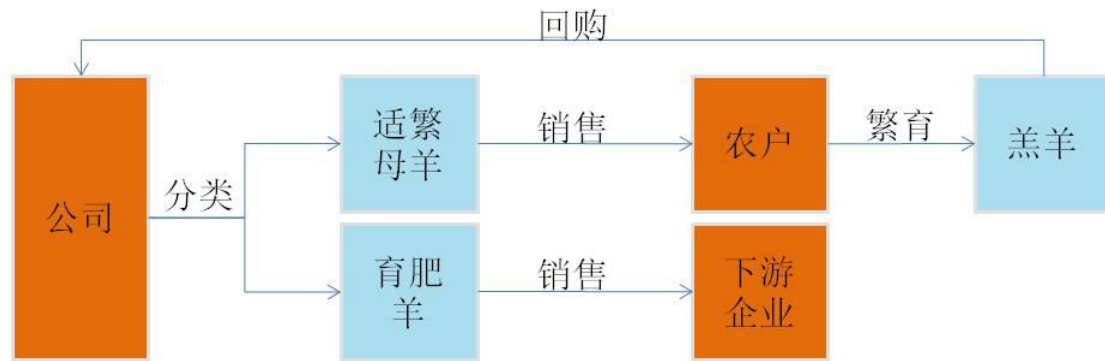 回购
适繁
母羊
销售
农户
繁育
羔羊
公司
分类
育肥
羊
销售
下游
企业